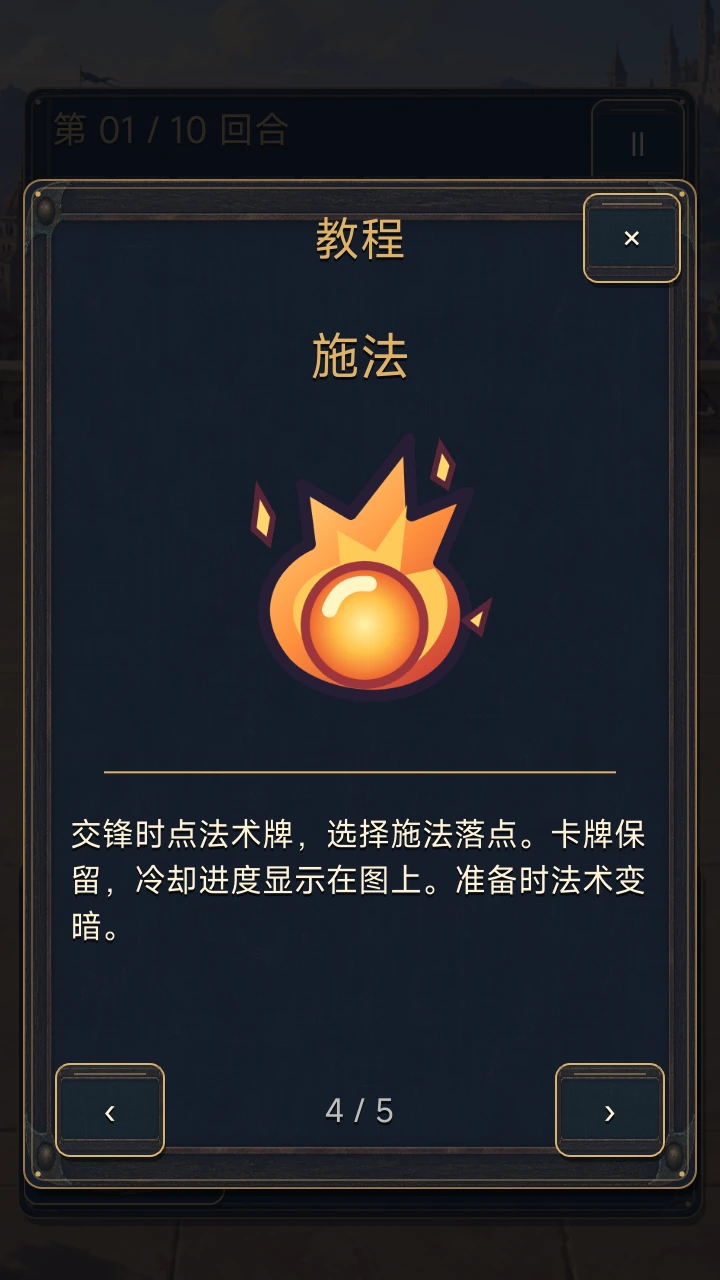 第 01 / 10 回合
||
教程
×
施法
交锋时点法术牌，选择施法落点。卡牌保
留，冷却进度显示在图上。准备时法术变
暗。
‹
4 / 5
›